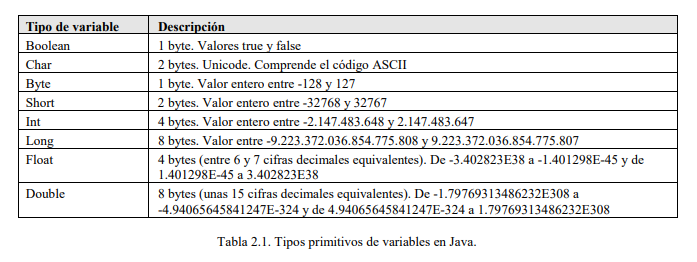 Tipo de variable Descripción
Boolean 1 byte. Valores true y false
Char 2 bytes. Unicode. Comprende el código ASCII
Byte 1 byte. Valor entero entre -128 y 127
Short 2 bytes. Valor entero entre -32768 y 32767
Int 4 bytes. Valor entero entre -2.147.483.648 y 2.147.483.647
Long 8 bytes. Valor entre -9.223.372.036.854.775.808 y 9.223.372.036.854.775.807
Float 4 bytes (entre 6 y 7 cifras decimales equivalentes). De -3.402823E38 a -1.401298E-45 y de
1.401298E-45 a 3.402823E38
Double 8 bytes (unas 15 cifras decimales equivalentes). De -1.79769313486232E308 a
-4.94065645841247E-324 y de 4.94065645841247E-324 a 1.79769313486232E308
Tabla 2.1. Tipos primitivos de variables en Java.